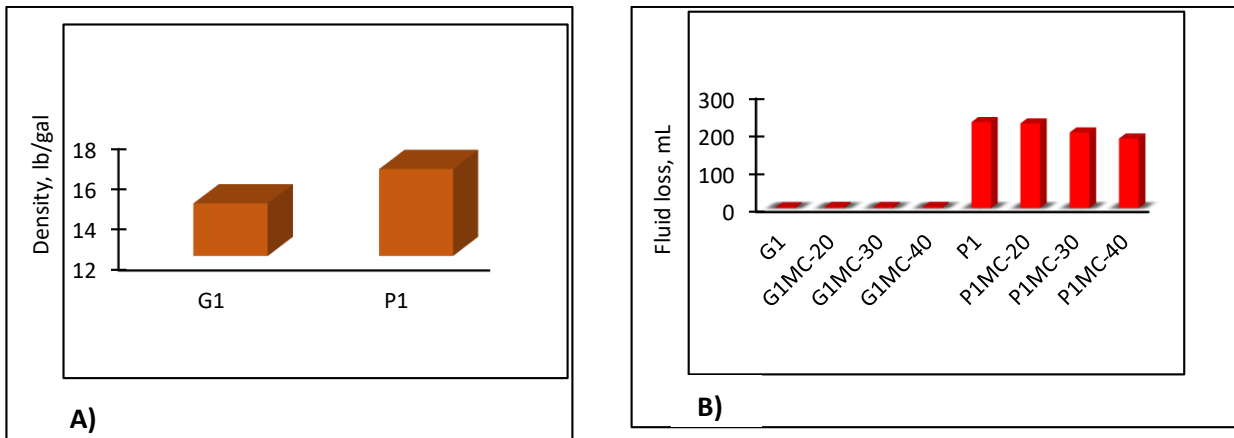 Density, lb/gal
18
16
14
12
G1 P1
A)
Fluid loss, mL
300
200
100
0
G1
G1MC-20
G1MC-30
G1MC-40
P1
P1MC-20
P1MC-30
P1MC-40
B)